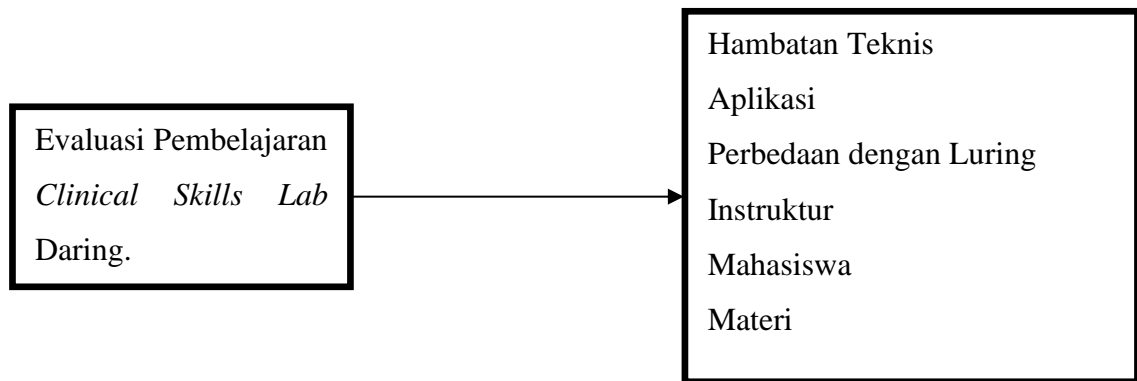 Evaluasi Pembelajaran
Clinical Skills Lab
Daring.
Hambatan Teknis
Aplikasi
Perbedaan dengan Luring
Instruktur
Mahasiswa
Materi